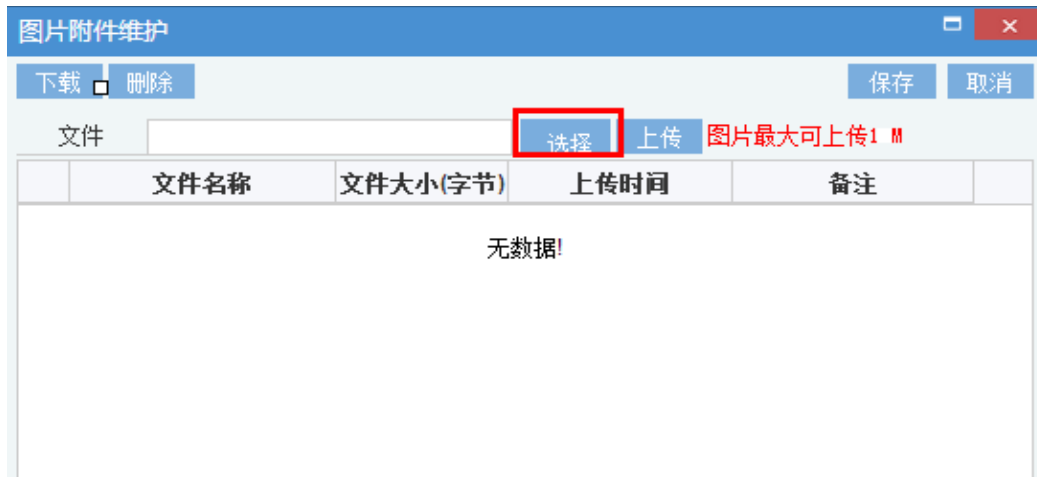 图片附件维护
下载 删除 保存 取消
文件 选择 上传 图片最大可上传1 M
文件名称 文件大小(字节) 上传时间 备注
无数据!